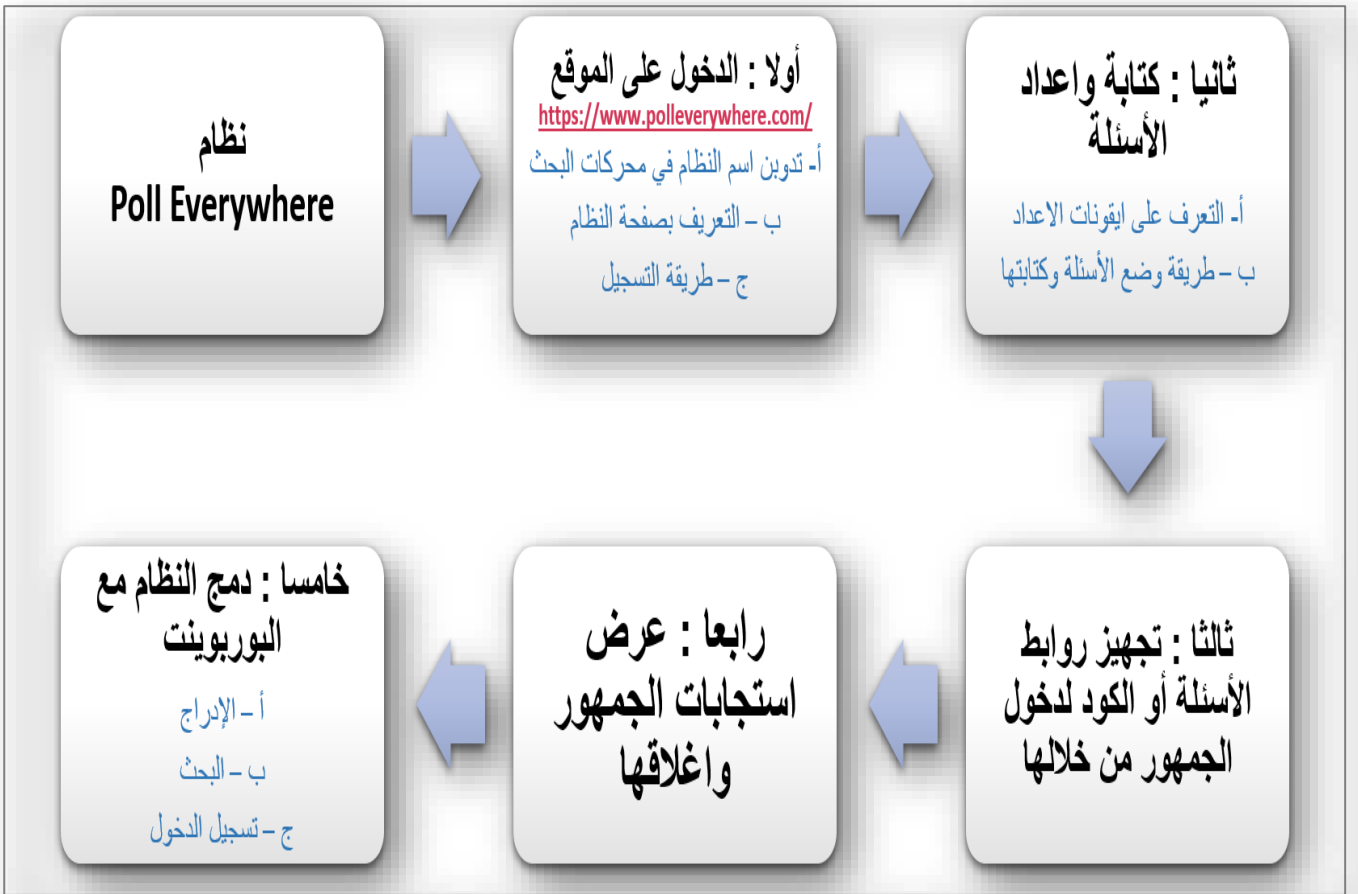 نظام
Poll Everywhere
أولا : الدخول على الموقع
https://www.polleverywhere.com/
أ- تدوبن اسم النظام في محركات البحث
ب – التعريف بصفحة النظام
ج – طريقة التسجيل
ثانيا : كتابة واعداد
الأسئلة
أ- التعرف على ايقونات الاعداد
ب – طريقة وضع الأسئلة وكتابتها
ثالثا : تجهيز روابط
الأسئلة أو الكود لدخول
الجمهور من خلالها
رابعا : عرض
استجابات الجمهور
واغلاقها
خامسا : دمج النظام مع
البوربوينت
أ – الإدراج
ب – البحث
ج – تسجيل الدخول